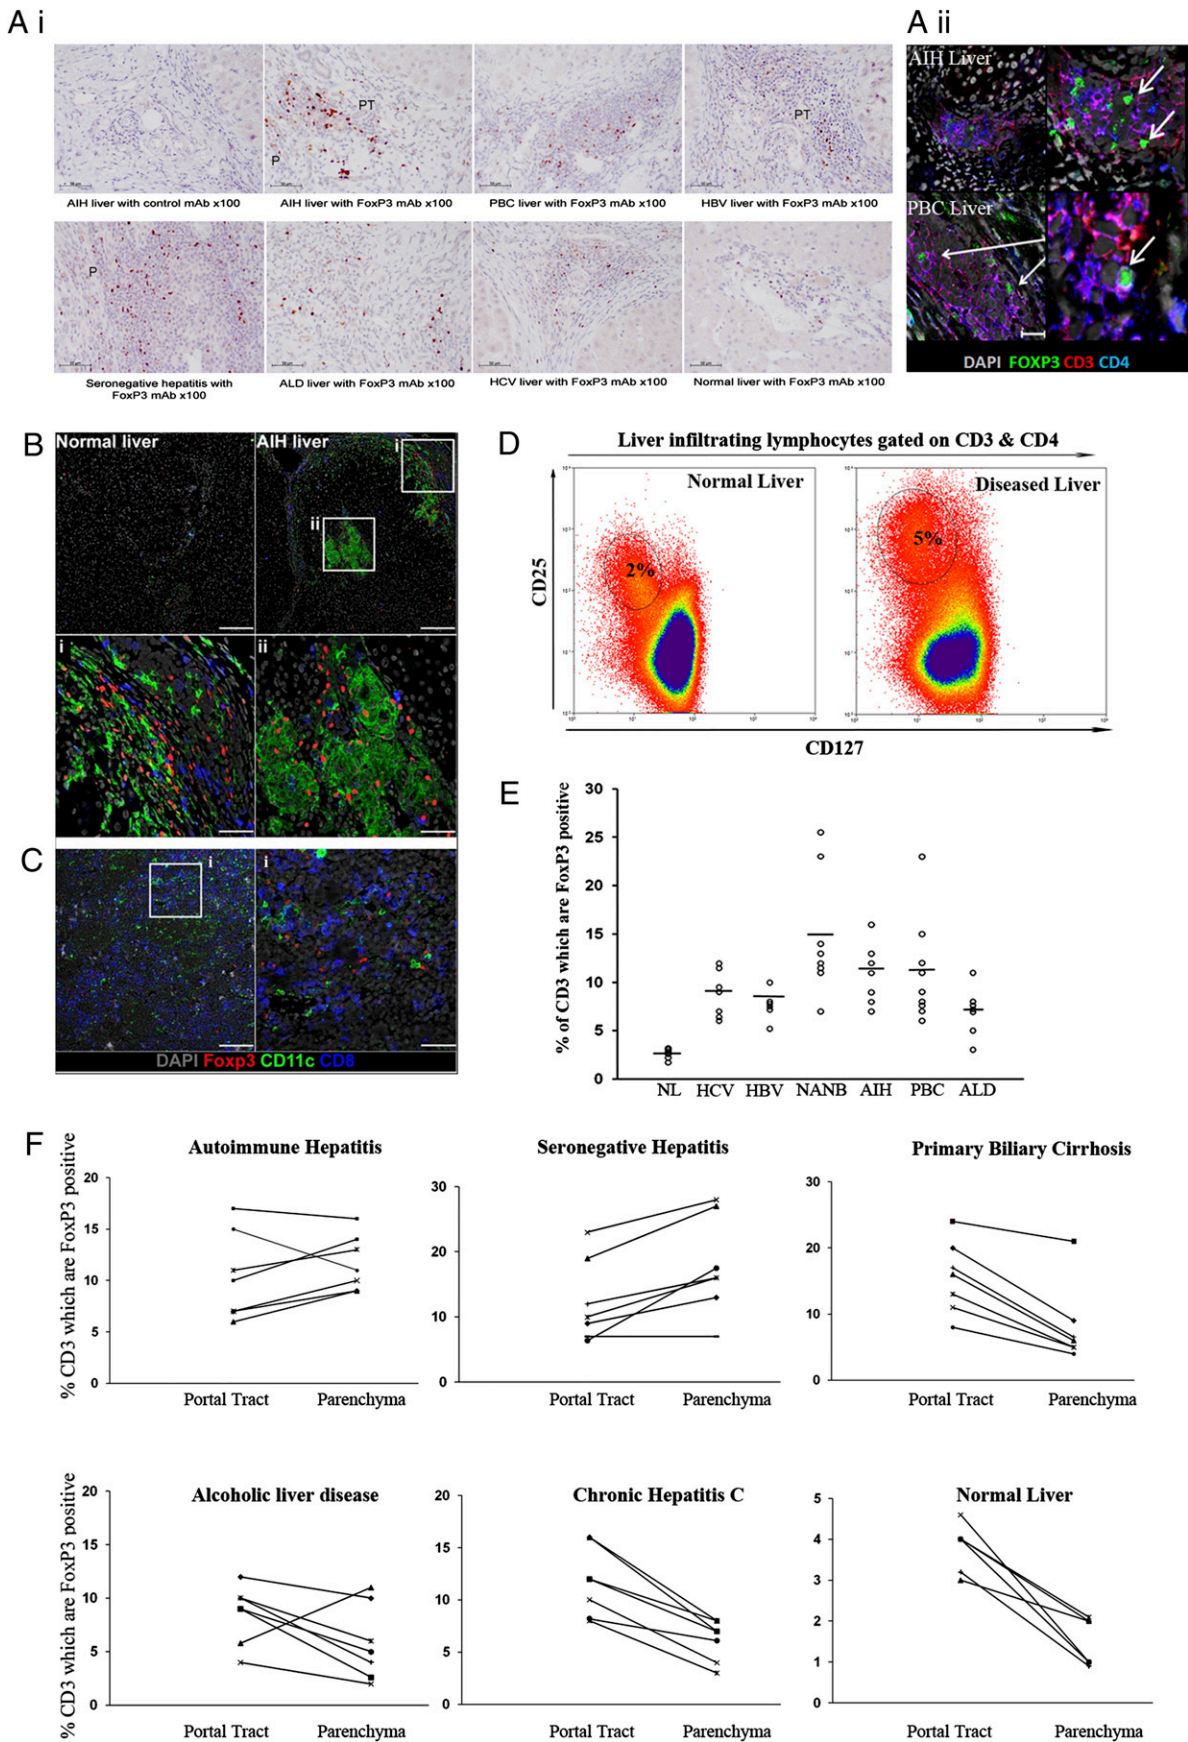 A i
PT
P
PT
AIH liver with control mAb x100
AIH liver with FoxP3 mAb x100
PBC liver with FoxP3 mAb x100
HBV liver with FoxP3 mAb x100
P
Seronegative hepatitis with
FoxP3 mAb x100
ALD liver with FoxP3 mAb x100
HCV liver with FoxP3 mAb x100
Normal liver with FoxP3 mAb x100
A ii
AIH Liver
PBC Liver
DAPI FOXP3 CD3 CD4
B
Normal liver
AIH liver
i
ii
i
ii
C
i
i
DAPI Foxp3 CD11c CD8
D
Liver infiltrating lymphocytes gated on CD3 & CD4
Normal Liver
Diseased Liver
2%
5%
CD25
CD127
E
% of CD3 which are FoxP3 positive
30
25
20
15
10
5
0
NL HCV HBV NANB AIH PBC ALD
F
Autoimmune Hepatitis
% CD3 which are FoxP3 positive
20
15
10
5
0
Portal Tract Parenchyma
Seronegative Hepatitis
30
20
10
0
Portal Tract Parenchyma
Primary Biliary Cirrhosis
30
20
10
0
Portal Tract Parenchyma
Alcoholic liver disease
% CD3 which are FoxP3 positive
20
15
10
5
0
Portal Tract Parenchyma
Chronic Hepatitis C
20
15
10
5
0
Portal Tract Parenchyma
Normal Liver
5
4
3
2
1
0
Portal Tract Parenchyma